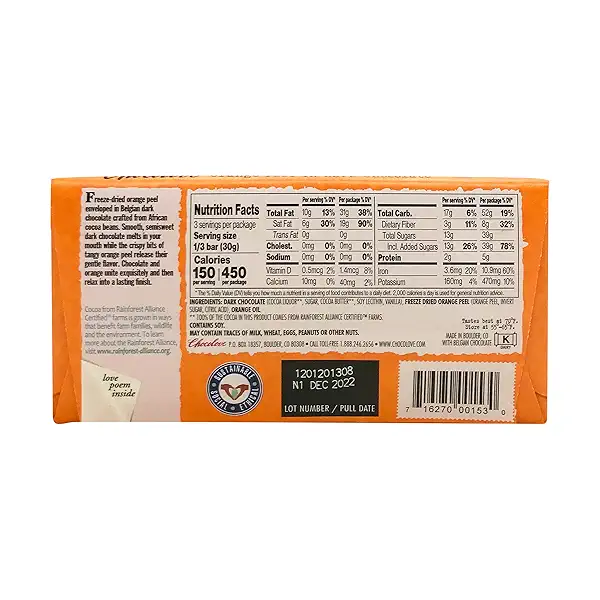 Chocolove
Freeze-dried orange peel
enveloped in Belgian dark
chocolate crafted from African
cocoa beans. Smooth, semisweet
dark chocolate melts in your
mouth while the crispy bits of
tangy orange peel release their
gentle flavor. Chocolate and
orange unite exquisitely and then
relax into a lasting finish.
Cocoa from Rainforest Alliance
Certified™ farms is grown in ways
that benefit farm families, wildlife
and the environment. To learn
more about the Rainforest Alliance,
visit www.rainforest-alliance.org.
love
poem
inside
Nutrition Facts
3 servings per package
Serving size
1/3 bar (30g)
Calories
150 450
per serving per package
Per serving % DV* Per package % DV*
Total Fat 10g 13% 31g 38%
Sat Fat 6g 30% 19g 90%
Trans Fat 0g 0g
Cholest. 0mg 0% 0mg 0%
Sodium 0mg 0% 0mg 0%
Vitamin D 0.5mcg 2% 1.4mcg 8%
Calcium 10mg 0% 40mg 2%
Per serving % DV* Per package % DV*
Total Carb. 17g 6% 52g 19%
Dietary Fiber 3g 11% 8g 32%
Total Sugars 13g 39g
Incl. Added Sugars 13g 26% 39g 78%
Protein 2g 5g
Iron 3.6mg 20% 10.9mg 60%
Potassium 160mg 4% 470mg 10%
* The % Daily Value (DV) tells you how much a nutrient in a serving of food contributes to a daily diet. 2,000 calories a day is used for general nutrition advice.
INGREDIENTS: DARK CHOCOLATE (COCOA LIQUOR**, SUGAR, COCOA BUTTER**, SOY LECITHIN, VANILLA), FREEZE DRIED ORANGE PEEL (ORANGE PEEL, INVERT
SUGAR, CITRIC ACID), ORANGE OIL.
**100% OF THE COCOA IN THIS PRODUCT COMES FROM RAINFOREST ALLIANCE CERTIFIED™ FARMS.
CONTAINS SOY.
MAY CONTAIN TRACES OF MILK, WHEAT, EGGS, PEANUTS OR OTHER NUTS.
Chocolove P.O. BOX 18357, BOULDER, CO 80308 • CALL TOLL-FREE 1.888.246.2656 • WWW.CHOCOLOVE.COM
Tastes best at 70°F.
Store at 55°-65°F.
MADE IN BOULDER, CO
WITH BELGIAN CHOCOLATE
K
SUSTAINABLE
SOCIAL • ETHICAL
1201201308
N1 DEC 2022
LOT NUMBER / PULL DATE
7 16270 00153 0